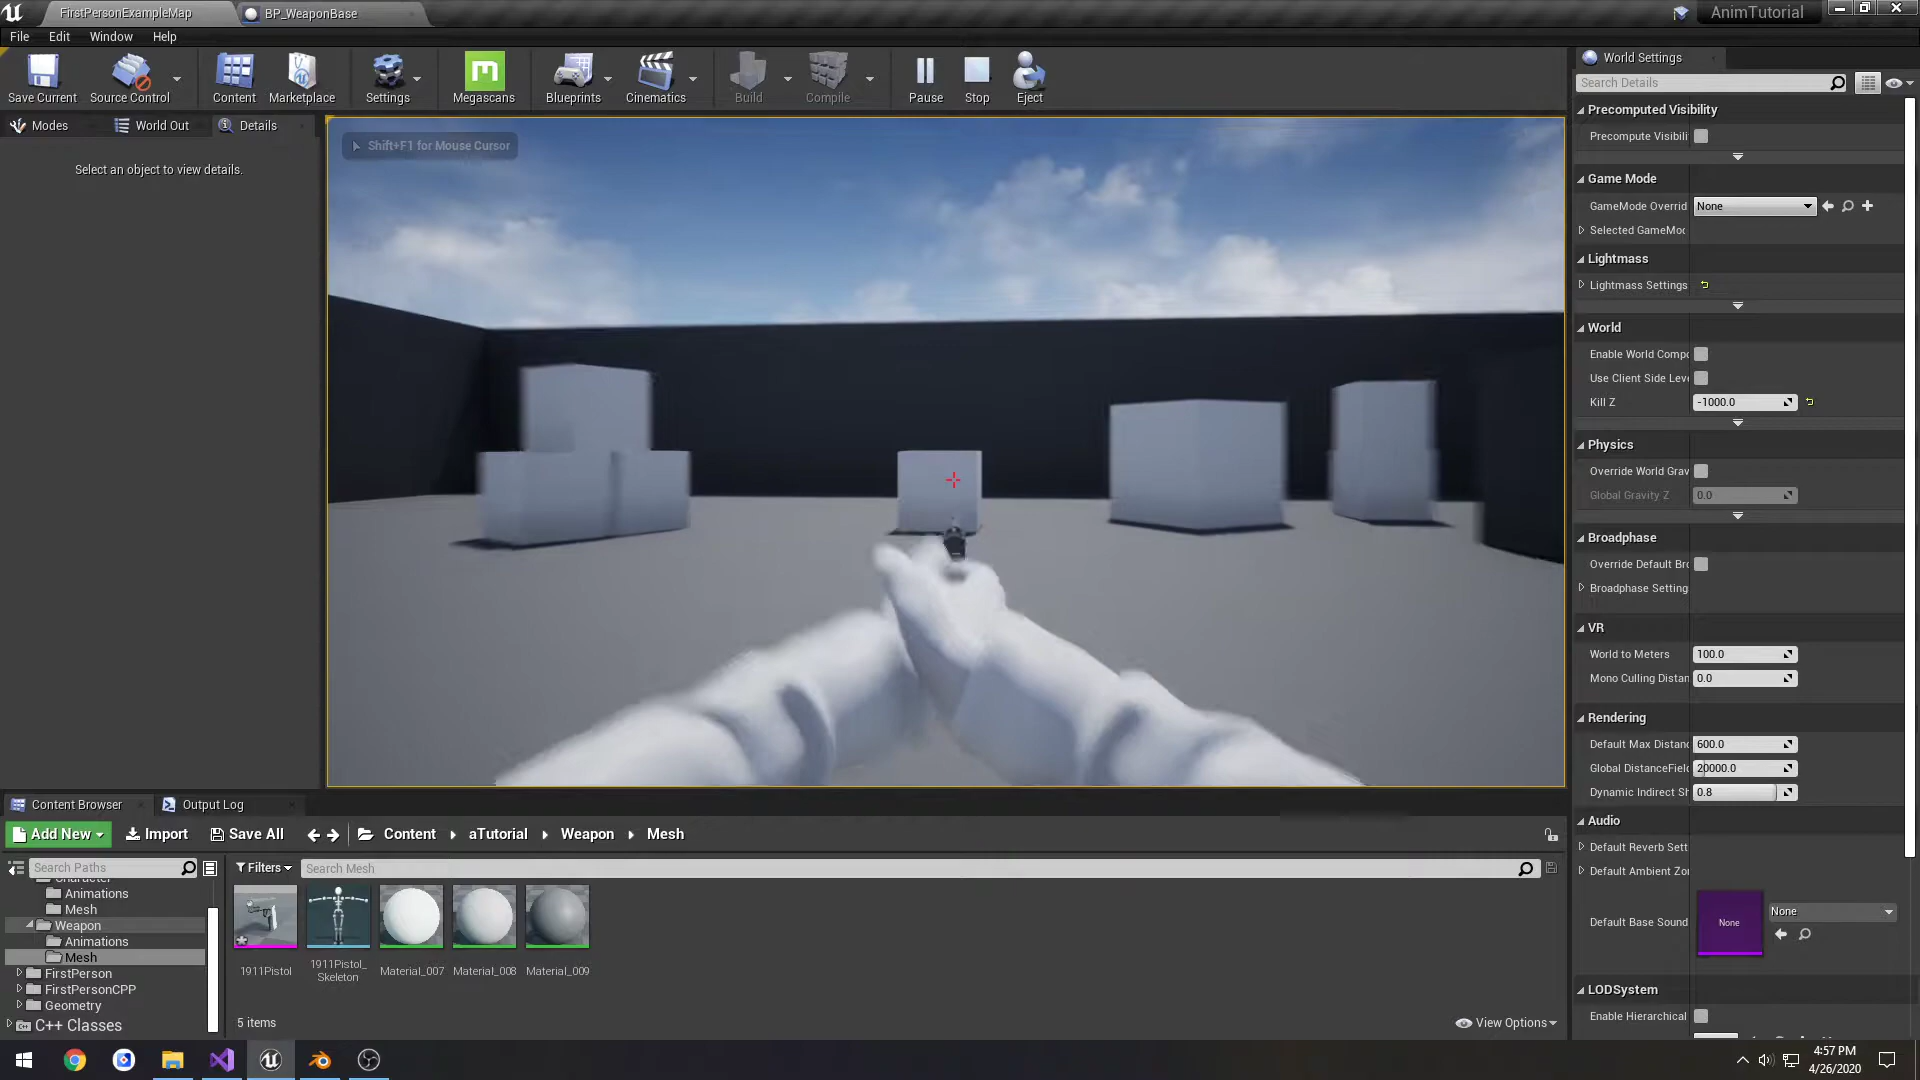 FirstPersonExampleMap
BP_WeaponBase
AnimTutorial
File
Edit
Window
Help
Save Current
Source Control
Content
Marketplace
Settings
Megascans
Blueprints
Cinematics
Build
Compile
Pause
Stop
Eject
Modes
World Out
Details
Select an object to view details.
Shift+F1 for Mouse Cursor
World Settings
Search Details
Precomputed Visibility
Precompute Visibili
Game Mode
GameMode Overrid
None
Selected GameMod
Lightmass
Lightmass Settings
World
Enable World Compo
Use Client Side Leve
Kill Z
-1000.0
Physics
Override World Grav
Global Gravity Z
0.0
Broadphase
Override Default Bro
Broadphase Setting
VR
World to Meters
100.0
Mono Culling Distan
0.0
Rendering
Default Max Distanc
600.0
Global DistanceField
20000.0
Dynamic Indirect Sh
0.8
Audio
Default Reverb Sett
Default Ambient Zon
Default Base Sound
None
None
LODSystem
Enable Hierarchical
Content Browser
Output Log
Add New
Import
Save All
Content
aTutorial
Weapon
Mesh
Search Paths
Filters
Search Mesh
Character
Animations
Mesh
Weapon
Animations
Mesh
FirstPerson
FirstPersonCPP
Geometry
C++ Classes
1911Pistol
1911Pistol_
Skeleton
Material_007
Material_008
Material_009
5 items
View Options
4:57 PM
4/26/2020